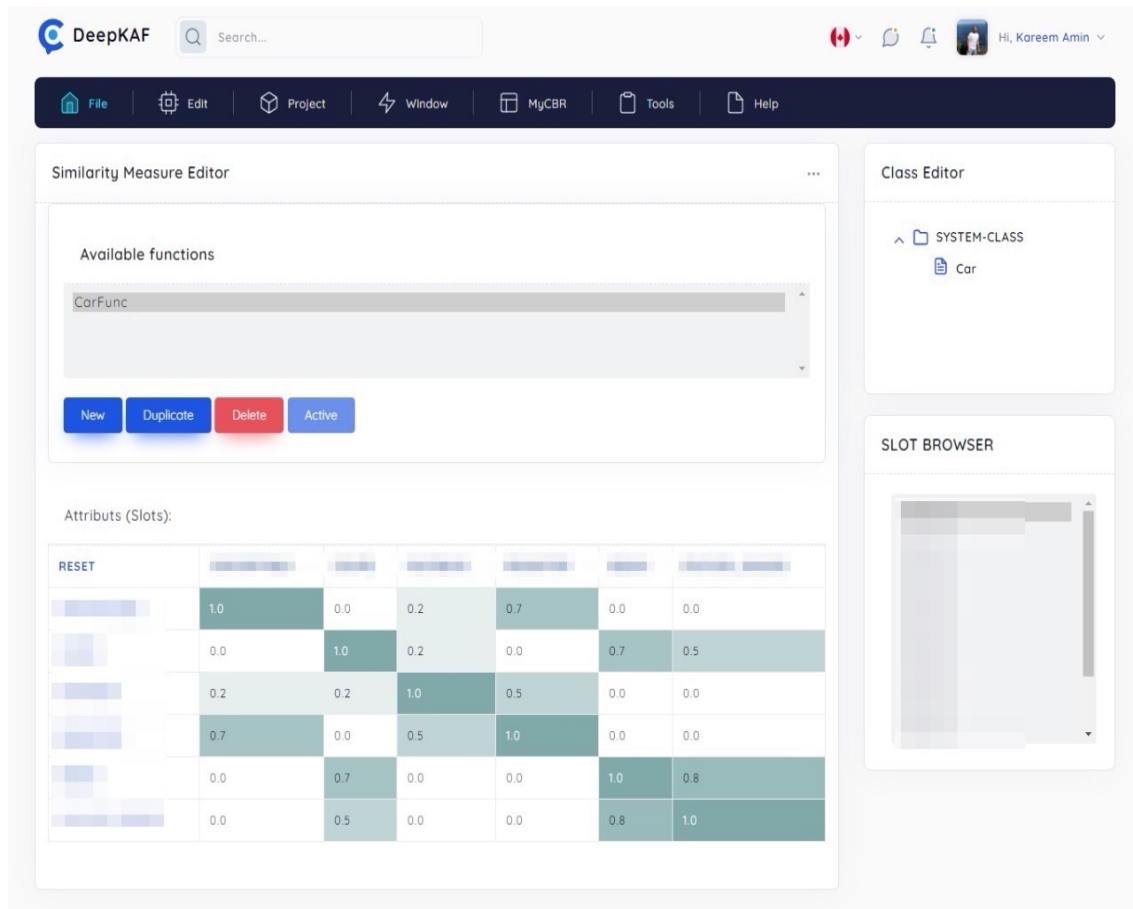 DeepKAF
Search...
Hi, Kareem Amin
File Edit Project Window MyCBR Tools Help
Similarity Measure Editor
...
Available functions
CarFunc
New Duplicate Delete Active
Attributs (Slots):
RESET
1.0 0.0 0.2 0.7 0.0 0.0
0.0 1.0 0.2 0.0 0.7 0.5
0.2 0.2 1.0 0.5 0.0 0.0
0.7 0.0 0.5 1.0 0.0 0.0
0.0 0.7 0.0 0.0 1.0 0.8
0.0 0.5 0.0 0.0 0.8 1.0
Class Editor
SYSTEM-CLASS
Car
SLOT BROWSER